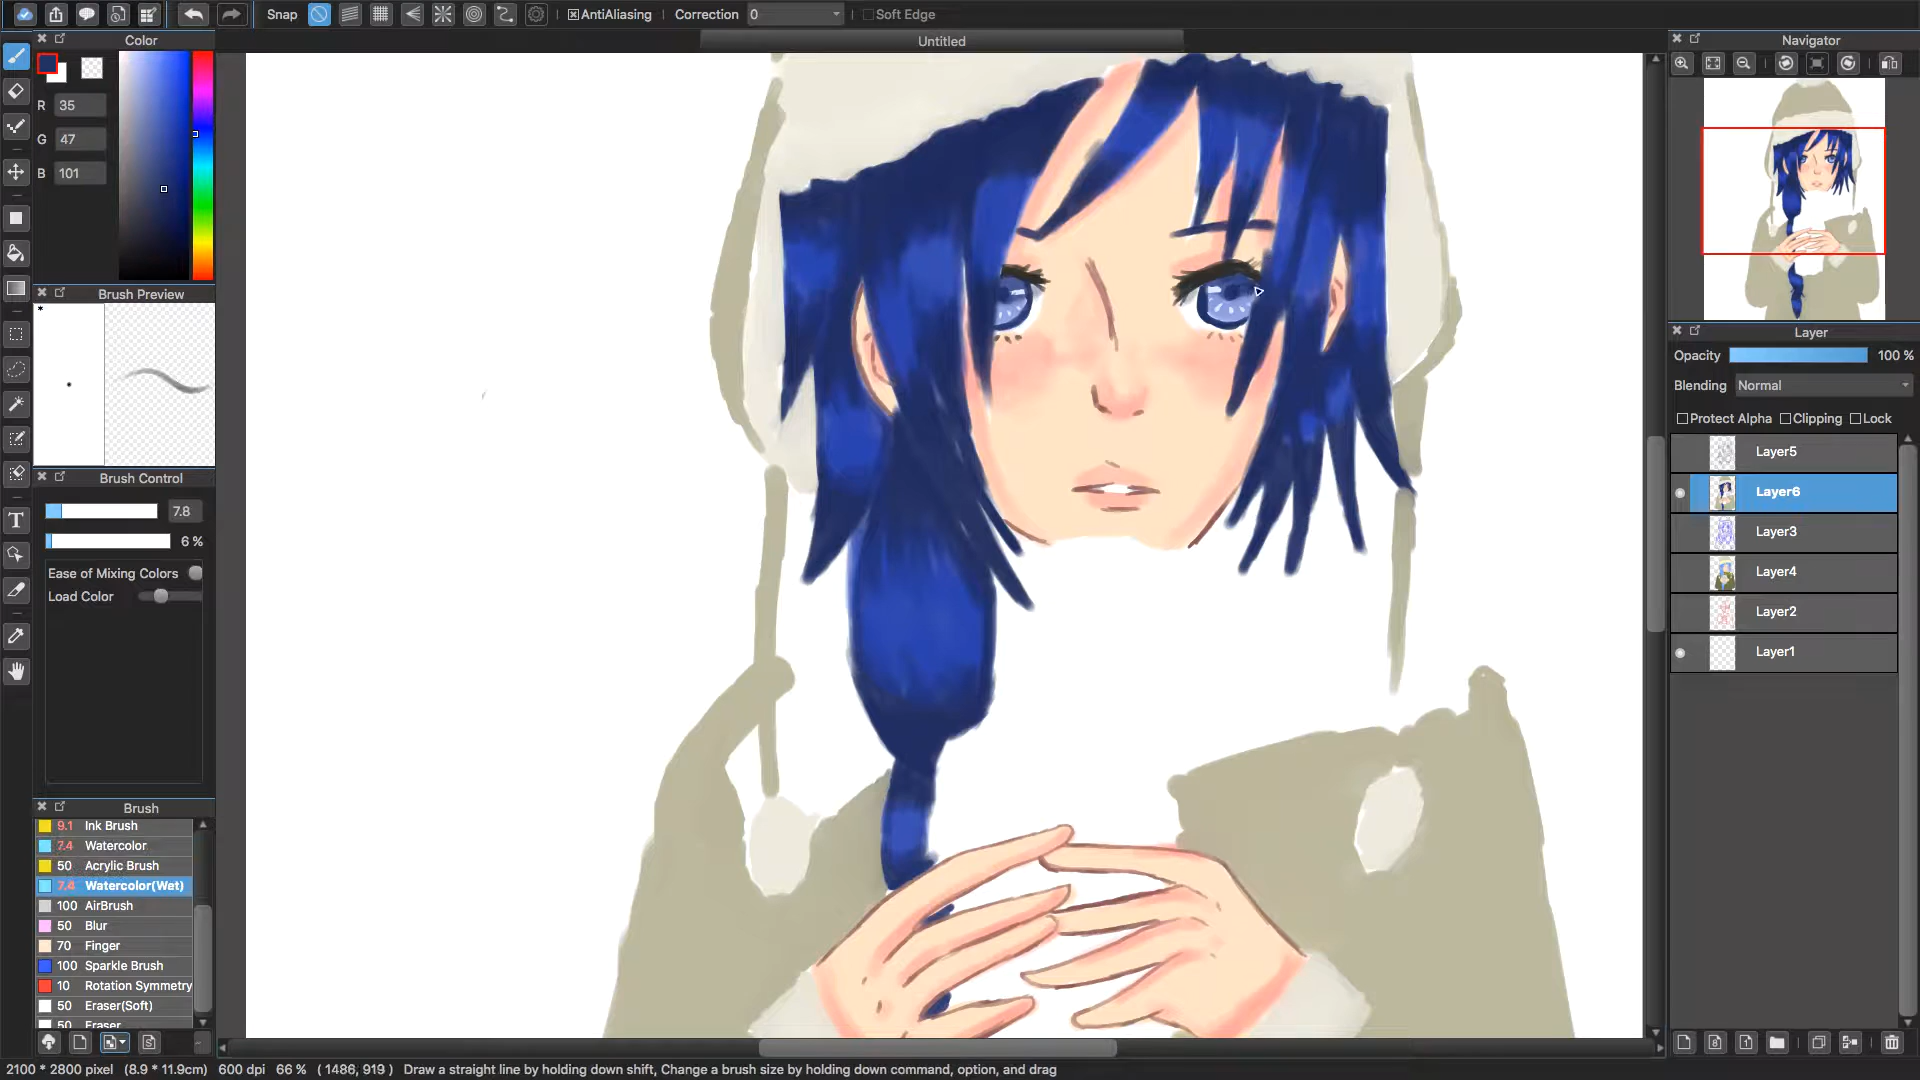 Snap
AntiAliasing
Correction
0
Soft Edge
Color
Untitled
Navigator
R 35
G 47
B 101
Brush Preview
Layer
Opacity
100 %
Blending
Normal
Protect Alpha
Clipping
Lock
Layer5
Layer6
Layer3
Layer4
Layer2
Layer1
Brush Control
7.8
6 %
Ease of Mixing Colors
Load Color
Brush
9.1 Ink Brush
7.4 Watercolor
50 Acrylic Brush
7.4 Watercolor(Wet)
100 AirBrush
50 Blur
70 Finger
100 Sparkle Brush
10 Rotation Symmetry
50 Eraser(Soft)
50 Eraser
2100 * 2800 pixel (8.9 * 11.9cm) 600 dpi 66 % ( 1486, 919 ) Draw a straight line by holding down shift, Change a brush size by holding down command, option, and drag